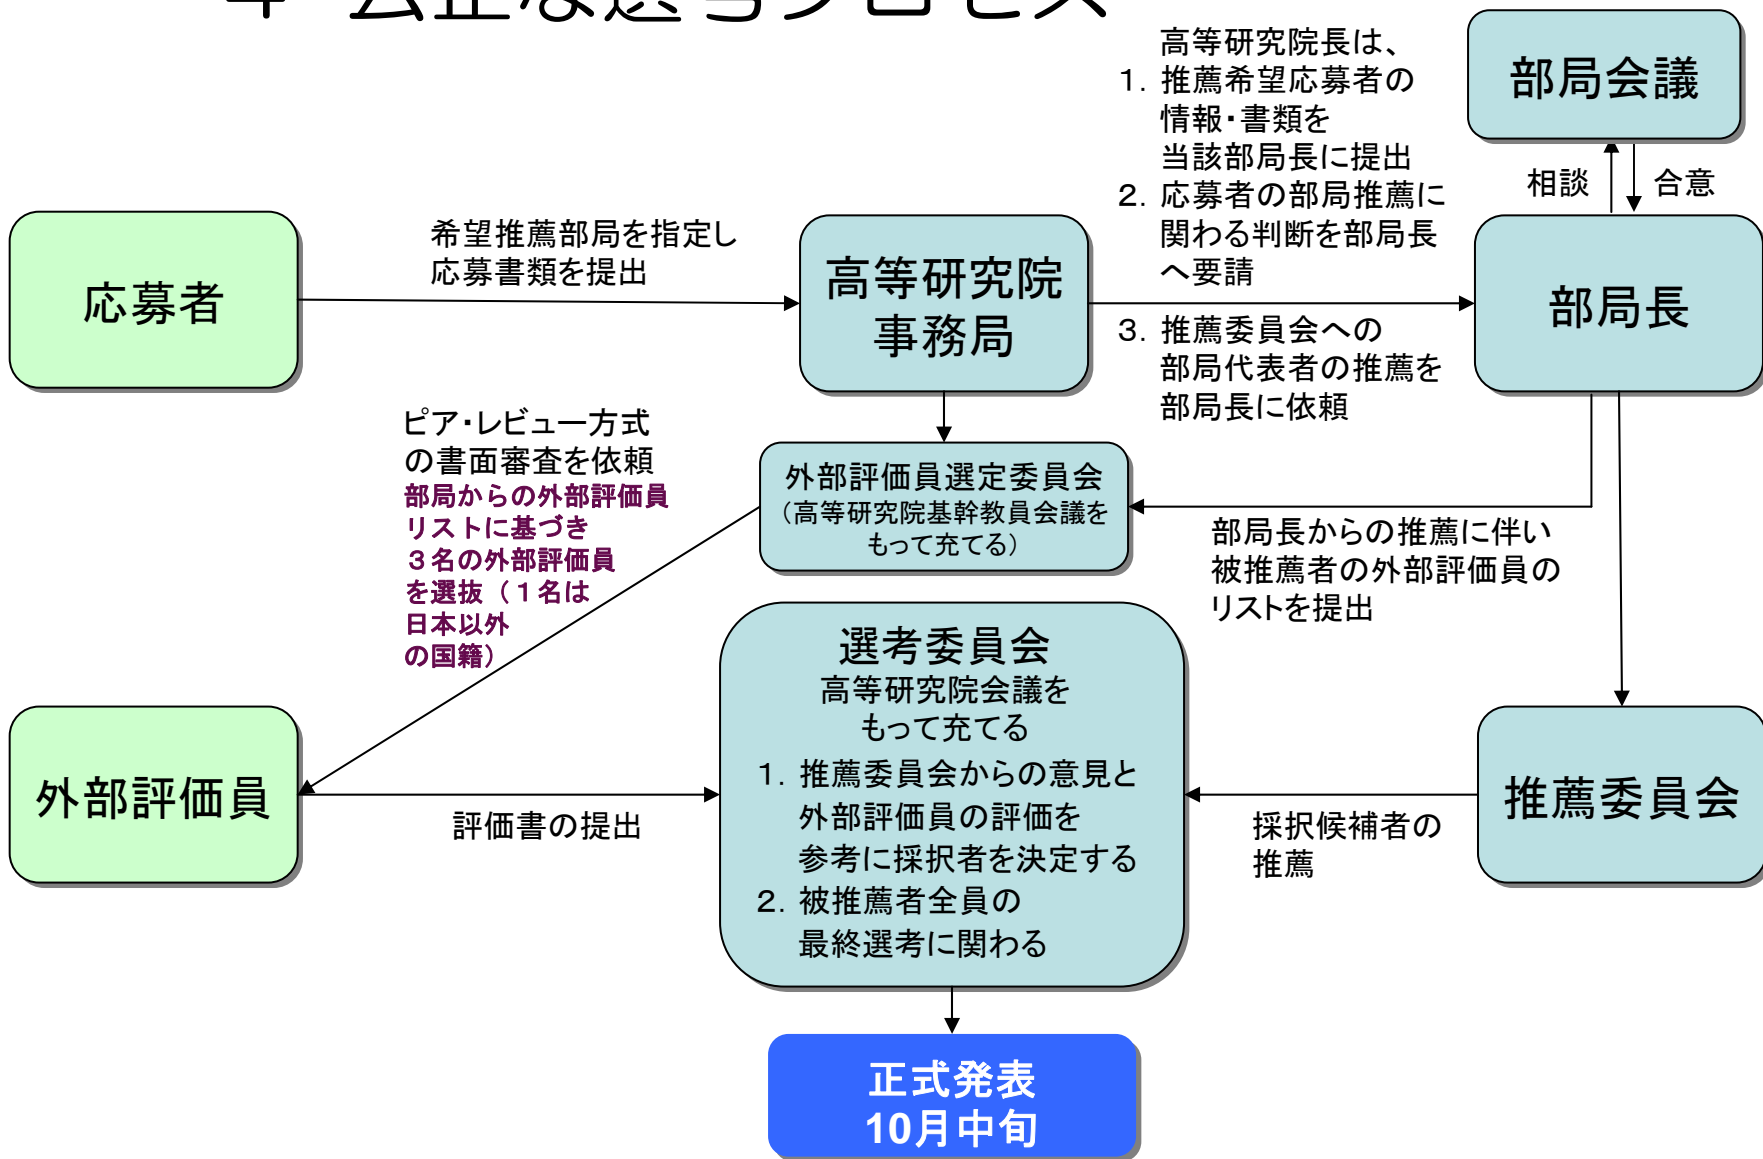 4 公正な選考プロセス
高等研究院長は、
1. 推薦希望応募者の
情報・書類を
当該部局長に提出
2. 応募者の部局推薦に
関わる判断を部局長
へ要請
3. 推薦委員会への
部局代表者の推薦を
部局長に依頼
部局会議
相談
合意
応募者
希望推薦部局を指定し
応募書類を提出
高等研究院
事務局
部局長
ピア・レビュー方式
の書面審査を依頼
部局からの外部評価員
リストに基づき
３名の外部評価員
を選抜（１名は
日本以外
の国籍）
外部評価員選定委員会
（高等研究院基幹教員会議を
もって充てる）
部局長からの推薦に伴い
被推薦者の外部評価員の
リストを提出
選考委員会
高等研究院会議を
もって充てる
1. 推薦委員会からの意見と
外部評価員の評価を
参考に採択者を決定する
2. 被推薦者全員の
最終選考に関わる
外部評価員
評価書の提出
採択候補者の
推薦
推薦委員会
正式発表
10月中旬